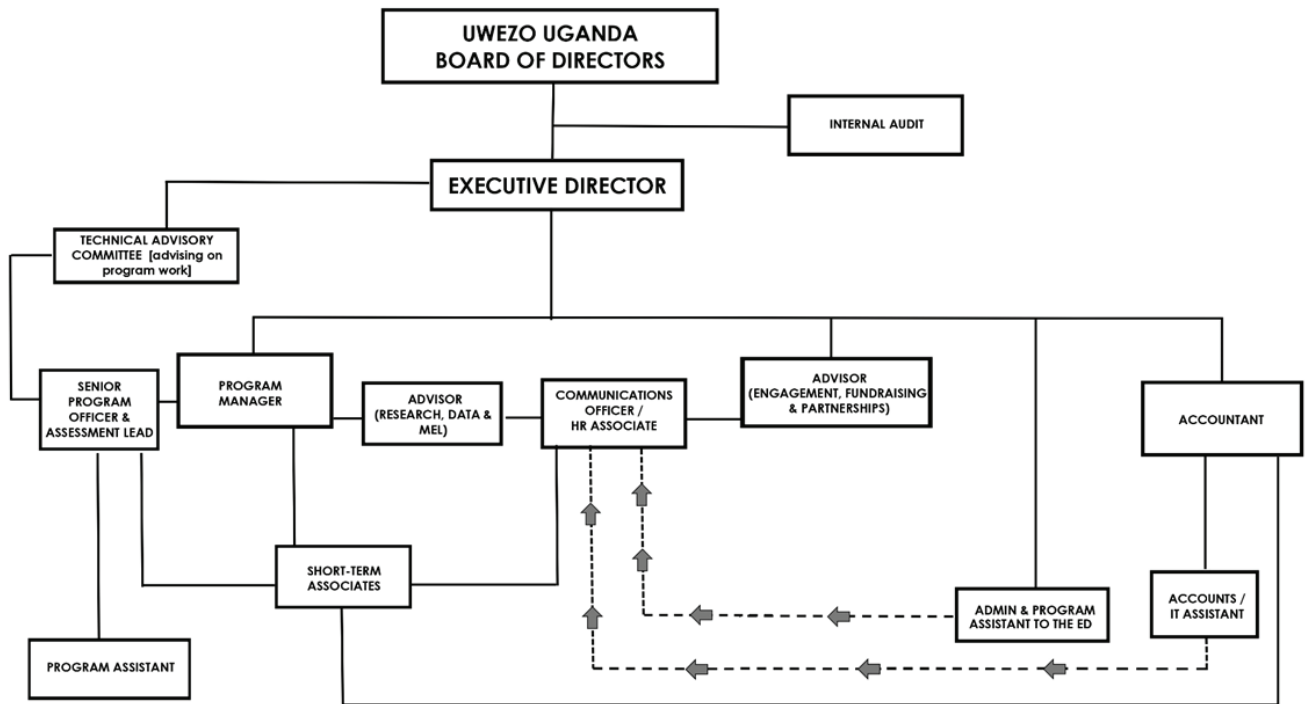 UWEZO UGANDA
BOARD OF DIRECTORS
INTERNAL AUDIT
EXECUTIVE DIRECTOR
TECHNICAL ADVISORY
COMMITTEE [advising on
program work]
SENIOR
PROGRAM
OFFICER &
ASSESSMENT LEAD
PROGRAM
MANAGER
ADVISOR
(RESEARCH, DATA &
MEL)
COMMUNICATIONS
OFFICER /
HR ASSOCIATE
ADVISOR
(ENGAGEMENT, FUNDRAISING
& PARTNERSHIPS)
ACCOUNTANT
SHORT-TERM
ASSOCIATES
ADMIN & PROGRAM
ASSISTANT TO THE ED
ACCOUNTS /
IT ASSISTANT
PROGRAM ASSISTANT